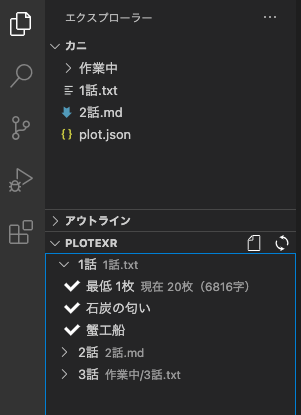 エクスプローラー
カニ
作業中
1話.txt
2話.md
{} plot.json
アウトライン
PLOTEXR
1話 1話.txt
最低 1枚 現在 20枚（6816字）
石炭の匂い
蟹工船
2話 2話.md
3話 作業中/3話.txt